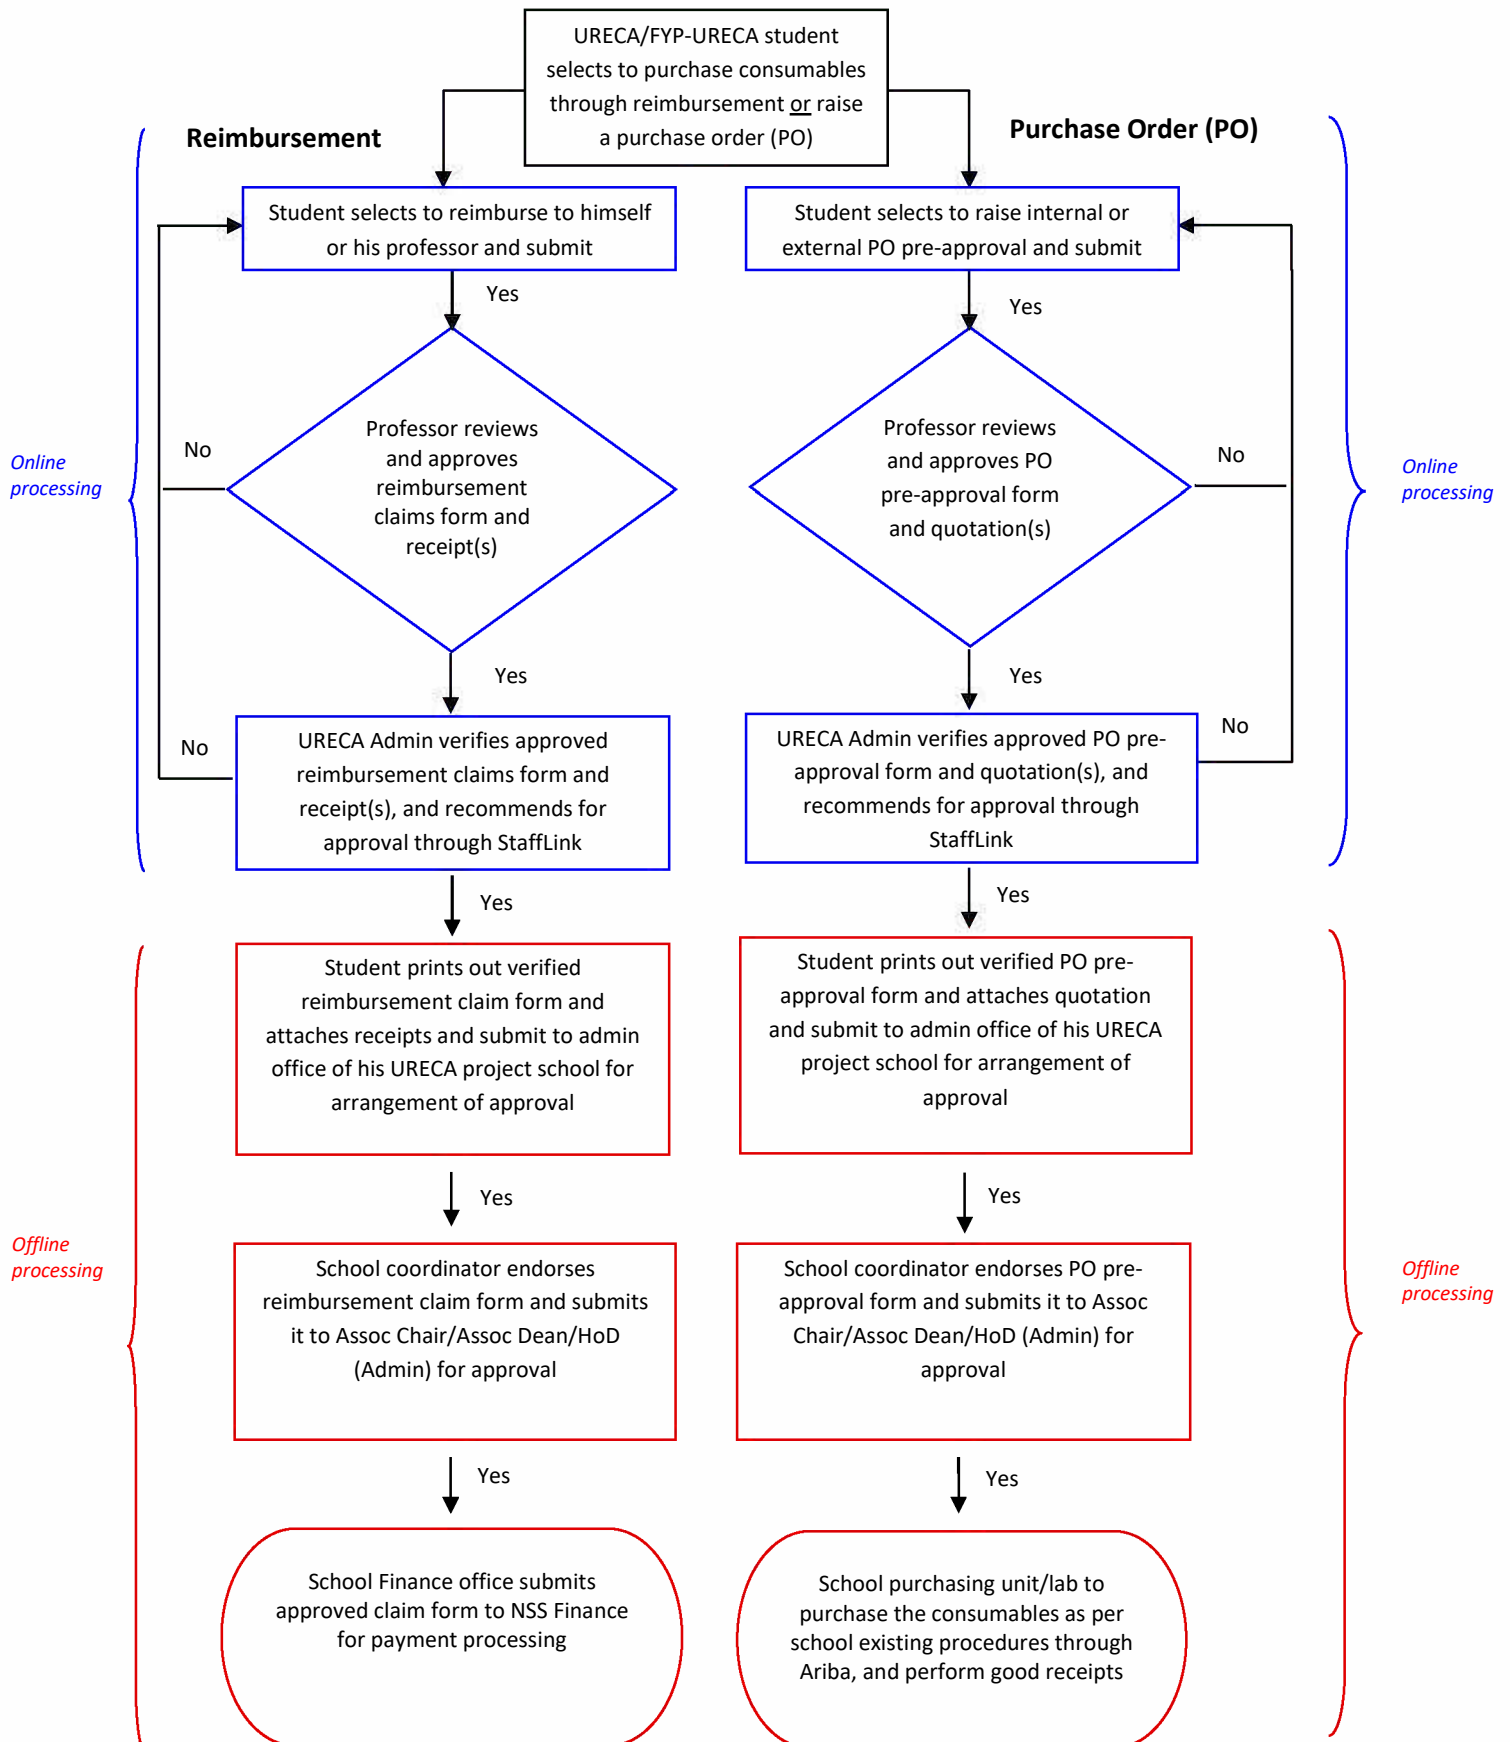 URECA/FYP-URECA student
selects to purchase consumables
through reimbursement or raise
a purchase order (PO)
Reimbursement
Purchase Order (PO)
Student selects to reimburse to himself
or his professor and submit
Student selects to raise internal or
external PO pre-approval and submit
Yes
Yes
Professor reviews
and approves
reimbursement
claims form and
receipt(s)
No
Professor reviews
and approves PO
pre-approval form
and quotation(s)
No
Online
processing
Online
processing
Yes
Yes
URECA Admin verifies approved
reimbursement claims form and
receipt(s), and recommends for
approval through StaffLink
No
URECA Admin verifies approved PO pre-
approval form and quotation(s), and
recommends for approval through
StaffLink
No
Yes
Yes
Student prints out verified
reimbursement claim form and
attaches receipts and submit to admin
office of his URECA project school for
arrangement of approval
Student prints out verified PO pre-
approval form and attaches quotation
and submit to admin office of his URECA
project school for arrangement of
approval
Yes
Yes
Offline
processing
Offline
processing
School coordinator endorses
reimbursement claim form and submits
it to Assoc Chair/Assoc Dean/HoD
(Admin) for approval
School coordinator endorses PO pre-
approval form and submits it to Assoc
Chair/Assoc Dean/HoD (Admin) for
approval
Yes
Yes
School Finance office submits
approved claim form to NSS Finance
for payment processing
School purchasing unit/lab to
purchase the consumables as per
school existing procedures through
Ariba, and perform good receipts